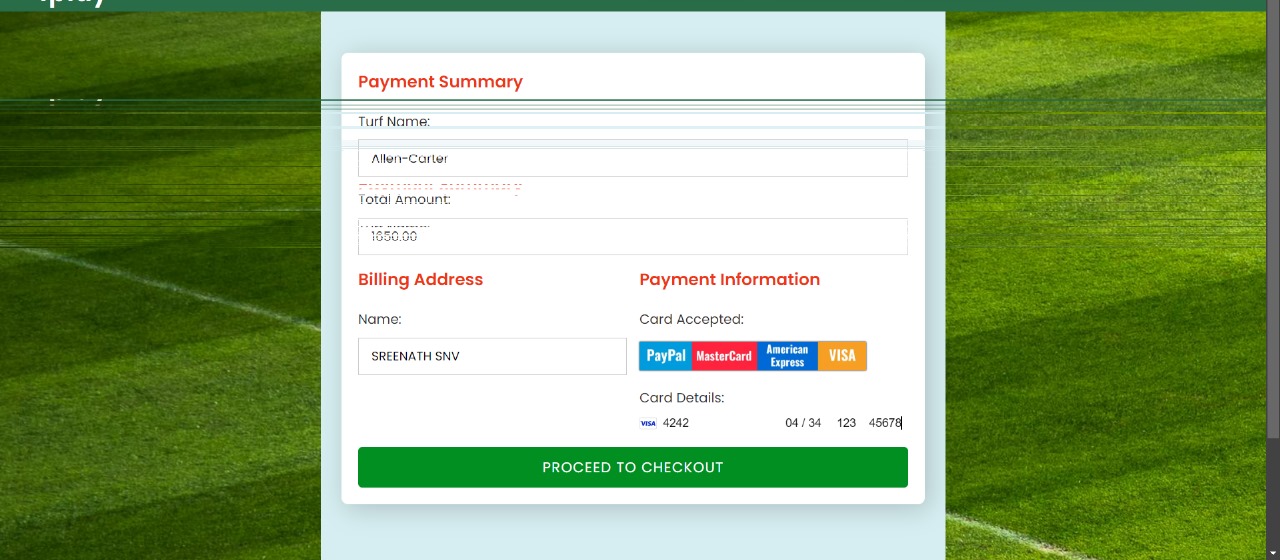 Payment Summary
Turf Name:
Allen-Carter
Total Amount:
1650.00
Billing Address
Payment Information
Name:
Card Accepted:
SREENATH SNV
PayPal MasterCard American Express VISA
Card Details:
VISA 4242 04 / 34 123 45678
PROCEED TO CHECKOUT